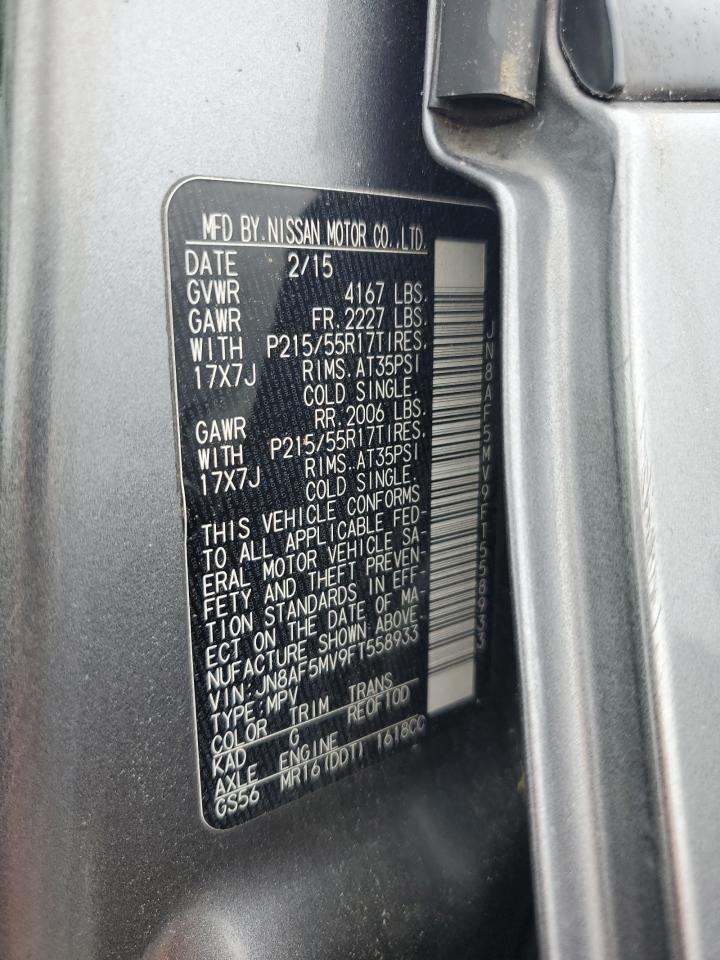 MFD BY.NISSAN MOTOR CO.,LTD.
DATE 2/15
GVWR 4167 LBS.
GAWR FR.2227 LBS.
WITH P215/55R17TIRES.
17X7J RIMS.AT35PSI
COLD SINGLE.
GAWR RR.2006 LBS.
WITH P215/55R17TIRES.
17X7J RIMS.AT35PSI
COLD SINGLE.
THIS VEHICLE CONFORMS
TO ALL APPLICABLE FED-
ERAL MOTOR VEHICLE SA-
FETY AND THEFT PREVEN-
TION STANDARDS IN EFF-
ECT ON THE DATE OF MA-
NUFACTURE SHOWN ABOVE.
VIN:JN8AF5MV9FT558933
TYPE:MPV
COLOR TRIM TRANS
KAD G RE0F10D
AXLE ENGINE
GS56 MR16(DDT) 1618CC
JN8AF5MV9FT558933